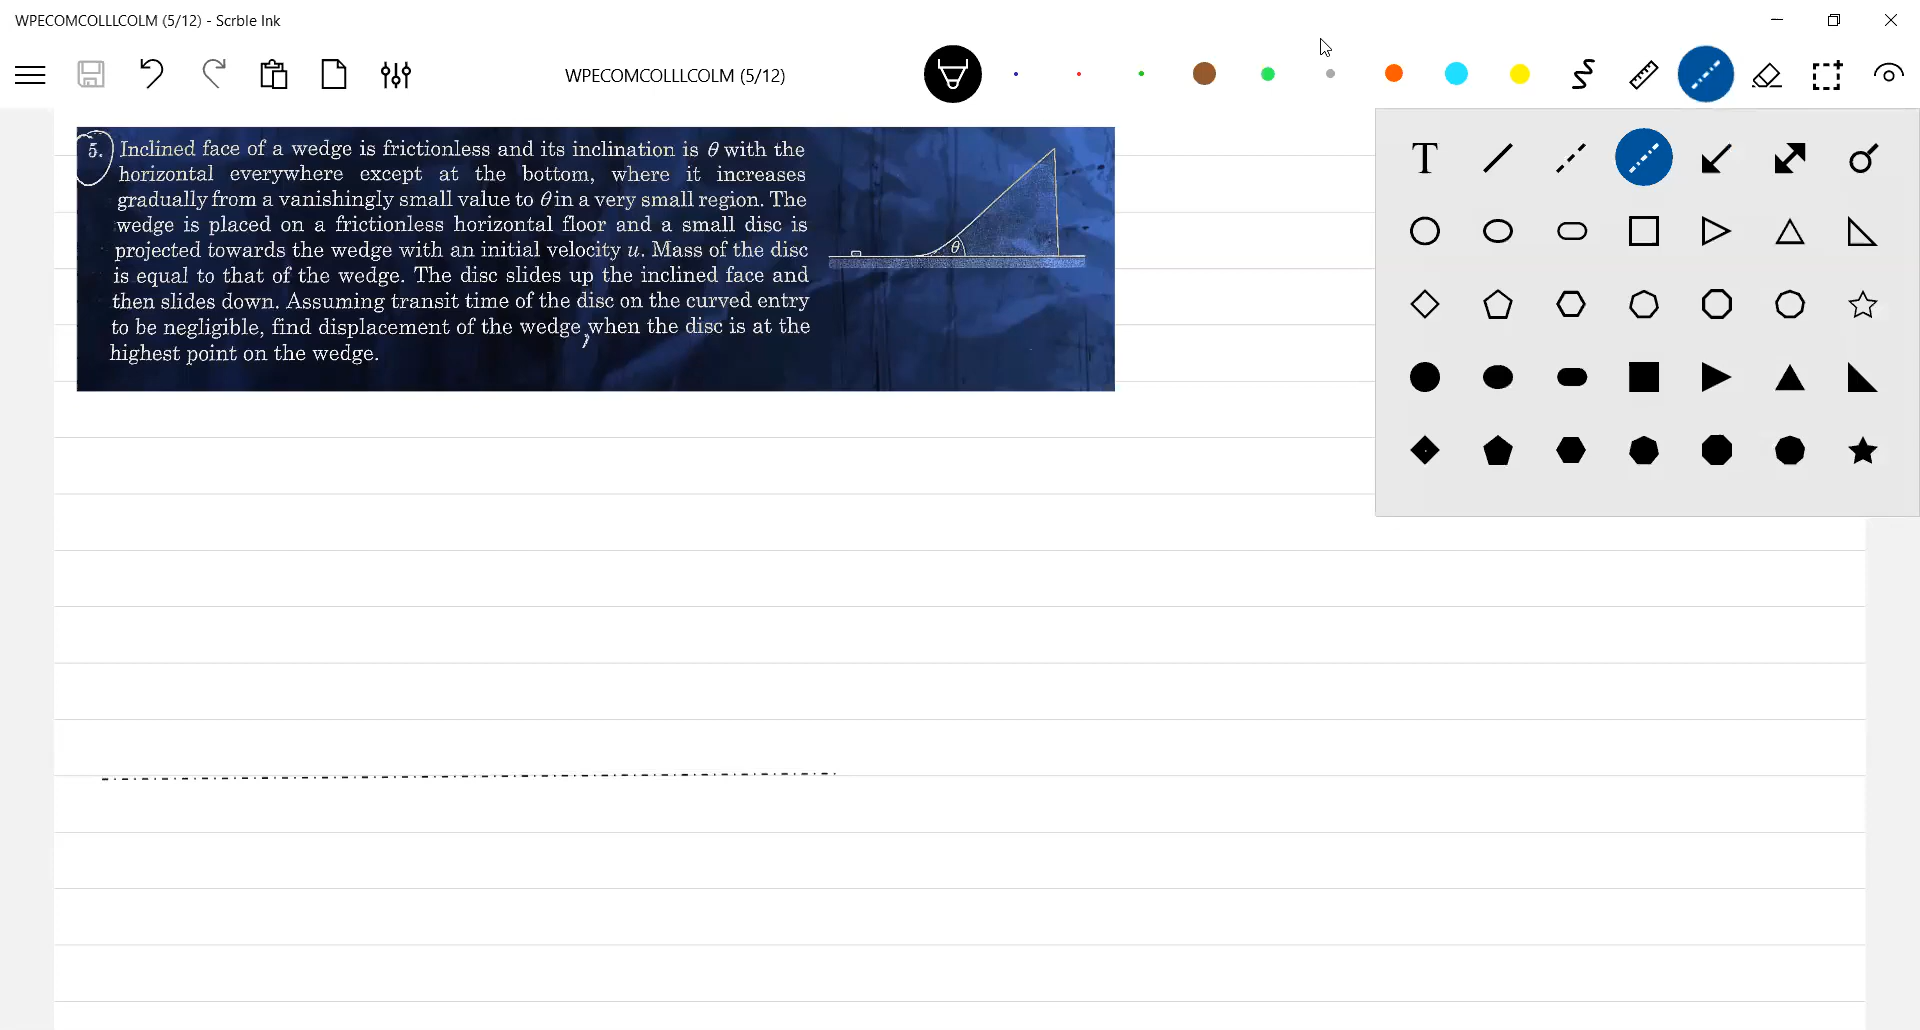 WPECOMCOLLLCOLM (5/12) - Scrble Ink
WPECOMCOLLLCOLM (5/12)
T
5. Inclined face of a wedge is frictionless and its inclination is θ with the
horizontal everywhere except at the bottom, where it increases
gradually from a vanishingly small value to θ in a very small region. The
wedge is placed on a frictionless horizontal floor and a small disc is
projected towards the wedge with an initial velocity u. Mass of the disc
is equal to that of the wedge. The disc slides up the inclined face and
then slides down. Assuming transit time of the disc on the curved entry
to be negligible, find displacement of the wedge, when the disc is at the
highest point on the wedge.
θ